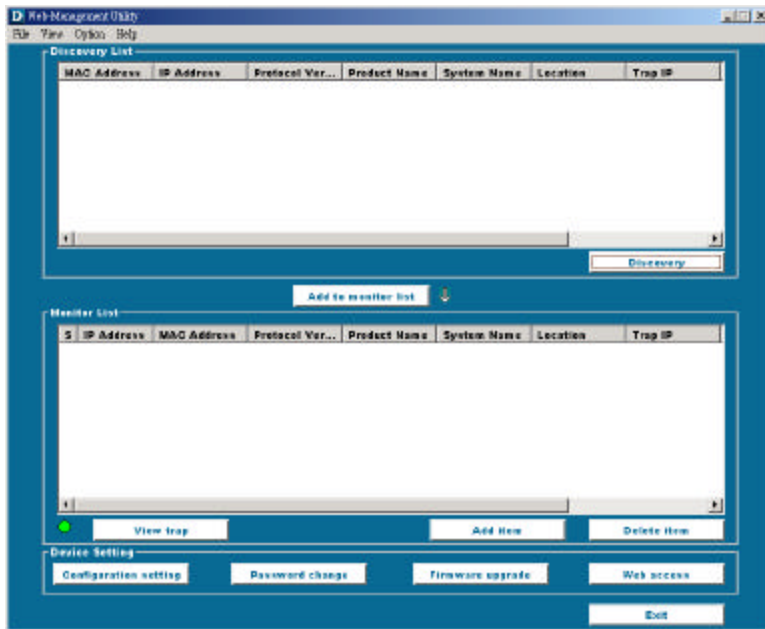 D Web-Management Utility
File View Option Help
Discovery List
MAC Address IP Address Protocol Ver... Product Name System Name Location Trap IP
Discovery
Add to monitor list
Monitor List
S IP Address MAC Address Protocol Ver... Product Name System Name Location Trap IP
View trap Add item Delete item
Device Setting
Configuration setting Password change Firmware upgrade Web access
Exit